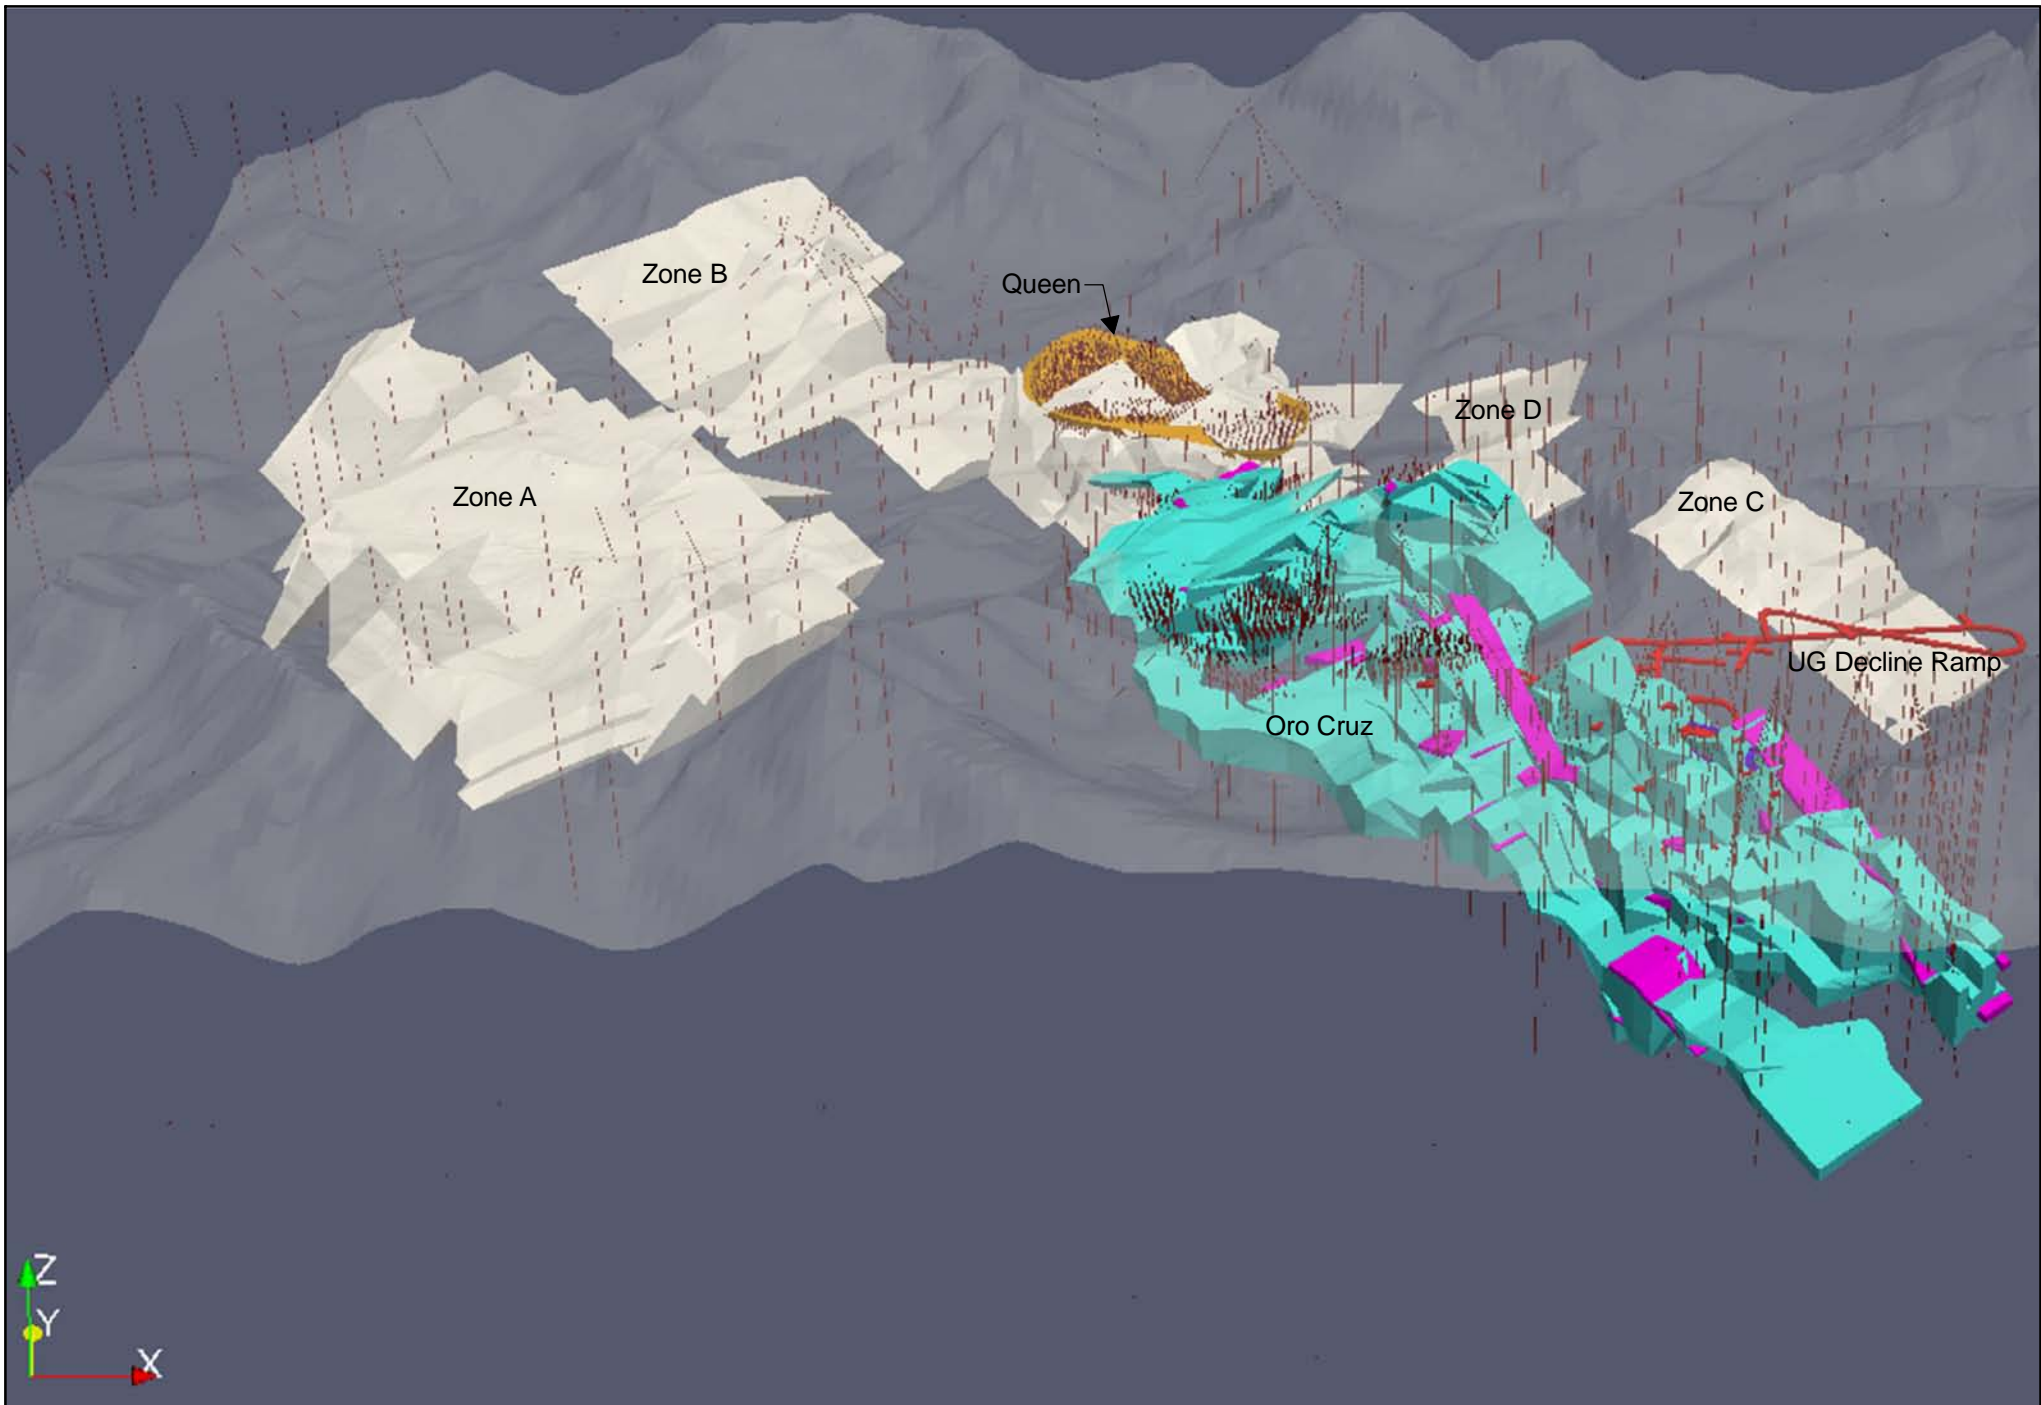 Zone B
Queen
Zone D
Zone A
Zone C
UG Decline Ramp
Oro Cruz
Z
Y
X